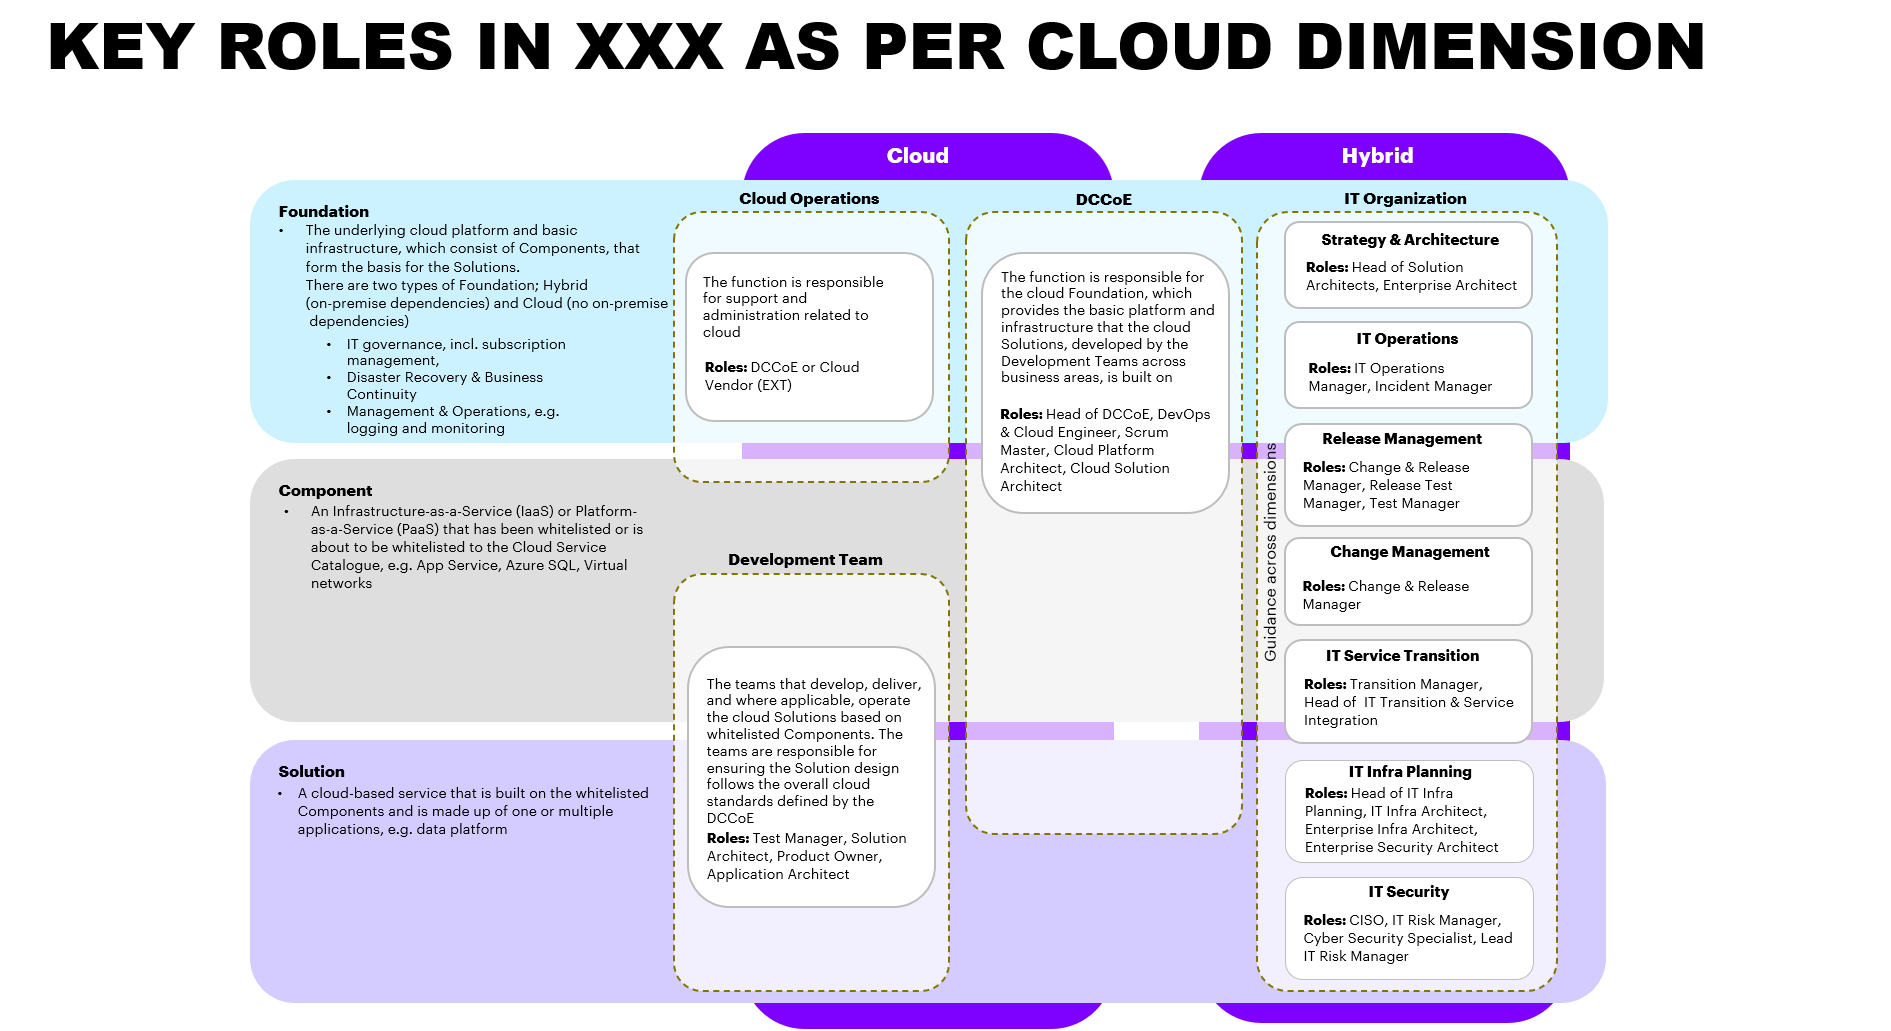 KEY ROLES IN XXX AS PER CLOUD DIMENSION
Cloud
Hybrid
Foundation
• The underlying cloud platform and basic
infrastructure, which consist of Components, that
form the basis for the Solutions.
There are two types of Foundation; Hybrid
(on-premise dependencies) and Cloud (no on-premise
dependencies)
• IT governance, incl. subscription
management,
• Disaster Recovery & Business
Continuity
• Management & Operations, e.g.
logging and monitoring
Component
• An Infrastructure-as-a-Service (IaaS) or Platform-
as-a-Service (PaaS) that has been whitelisted or is
about to be whitelisted to the Cloud Service
Catalogue, e.g. App Service, Azure SQL, Virtual
networks
Solution
• A cloud-based service that is built on the whitelisted
Components and is made up of one or multiple
applications, e.g. data platform
Cloud Operations
The function is responsible
for support and
administration related to
cloud
Roles: DCCoE or Cloud
Vendor (EXT)
Development Team
The teams that develop, deliver,
and where applicable, operate
the cloud Solutions based on
whitelisted Components. The
teams are responsible for
ensuring the Solution design
follows the overall cloud
standards defined by the
DCCoE
Roles: Test Manager, Solution
Architect, Product Owner,
Application Architect
DCCoE
The function is responsible for
the cloud Foundation, which
provides the basic platform and
infrastructure that the cloud
Solutions, developed by the
Development Teams across
business areas, is built on
Roles: Head of DCCoE, DevOps
& Cloud Engineer, Scrum
Master, Cloud Platform
Architect, Cloud Solution
Architect
IT Organization
Guidance across dimensions
Strategy & Architecture
Roles: Head of Solution
Architects, Enterprise Architect
IT Operations
Roles: IT Operations
Manager, Incident Manager
Release Management
Roles: Change & Release
Manager, Release Test
Manager, Test Manager
Change Management
Roles: Change & Release
Manager
IT Service Transition
Roles: Transition Manager,
Head of IT Transition & Service
Integration
IT Infra Planning
Roles: Head of IT Infra
Planning, IT Infra Architect,
Enterprise Infra Architect,
Enterprise Security Architect
IT Security
Roles: CISO, IT Risk Manager,
Cyber Security Specialist, Lead
IT Risk Manager